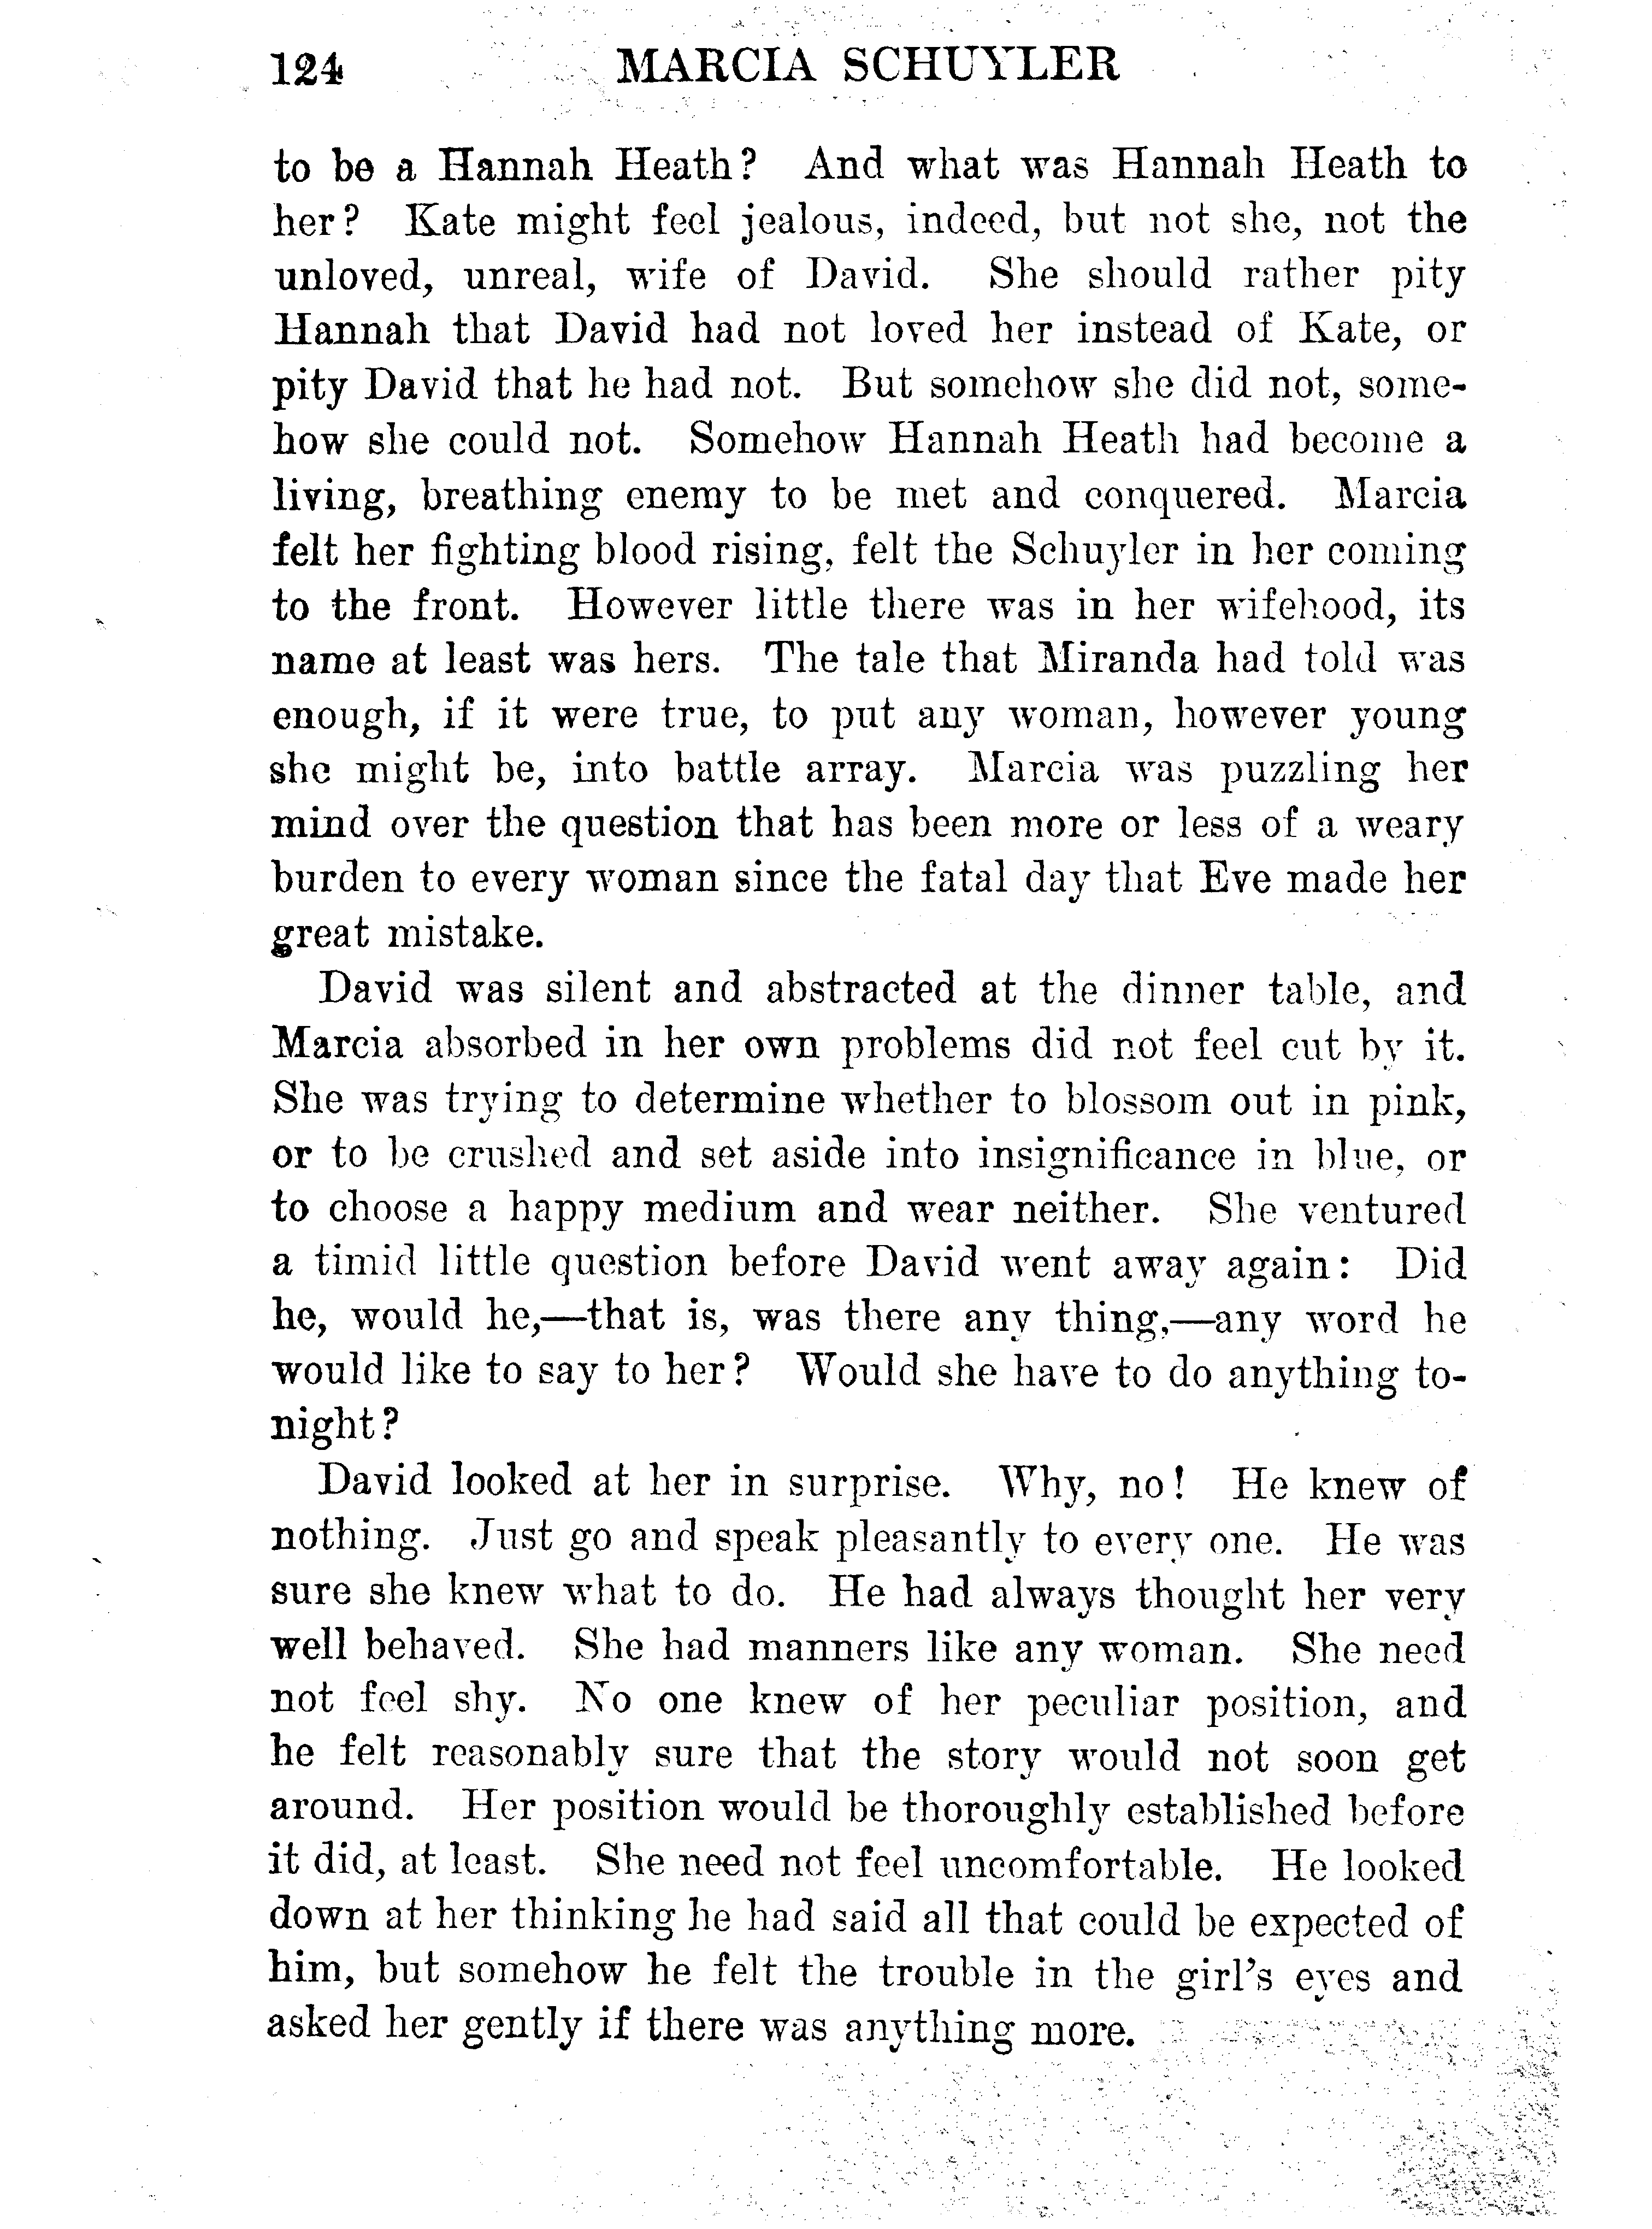 124 MARCIA SCHUYLER
to be a Hannah Heath? And what was Hannah Heath to
her? Kate might feel jealous, indeed, but not she, not the
unloved, unreal, wife of David. She should rather pity
Hannah that David had not loved her instead of Kate, or
pity David that he had not. But somehow she did not, some-
how she could not. Somehow Hannah Heath had become a
living, breathing enemy to be met and conquered. Marcia
felt her fighting blood rising, felt the Schuyler in her coming
to the front. However little there was in her wifehood, its
name at least was hers. The tale that Miranda had told was
enough, if it were true, to put any woman, however young
she might be, into battle array. Marcia was puzzling her
mind over the question that has been more or less of a weary
burden to every woman since the fatal day that Eve made her
great mistake.
David was silent and abstracted at the dinner table, and
Marcia absorbed in her own problems did not feel cut by it.
She was trying to determine whether to blossom out in pink,
or to be crushed and set aside into insignificance in blue, or
to choose a happy medium and wear neither. She ventured
a timid little question before David went away again: Did
he, would he,—that is, was there any thing,—any word he
would like to say to her? Would she have to do anything to-
night?
David looked at her in surprise. Why, no! He knew of
nothing. Just go and speak pleasantly to every one. He was
sure she knew what to do. He had always thought her very
well behaved. She had manners like any woman. She need
not feel shy. No one knew of her peculiar position, and
he felt reasonably sure that the story would not soon get
around. Her position would be thoroughly established before
it did, at least. She need not feel uncomfortable. He looked
down at her thinking he had said all that could be expected of
him, but somehow he felt the trouble in the girl's eyes and
asked her gently if there was anything more.